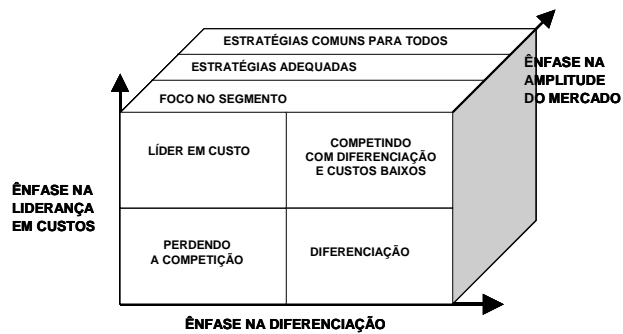 ESTRATÉGIAS COMUNS PARA TODOS
ESTRATÉGIAS ADEQUADAS
FOCO NO SEGMENTO
ÊNFASE NA
AMPLITUDE
DO MERCADO
LÍDER EM CUSTO
COMPETINDO
COM DIFERENCIAÇÃO
E CUSTOS BAIXOS
ÊNFASE NA
LIDERANÇA
EM CUSTOS
PERDENDO
A COMPETIÇÃO
DIFERENCIAÇÃO
ÊNFASE NA DIFERENCIAÇÃO